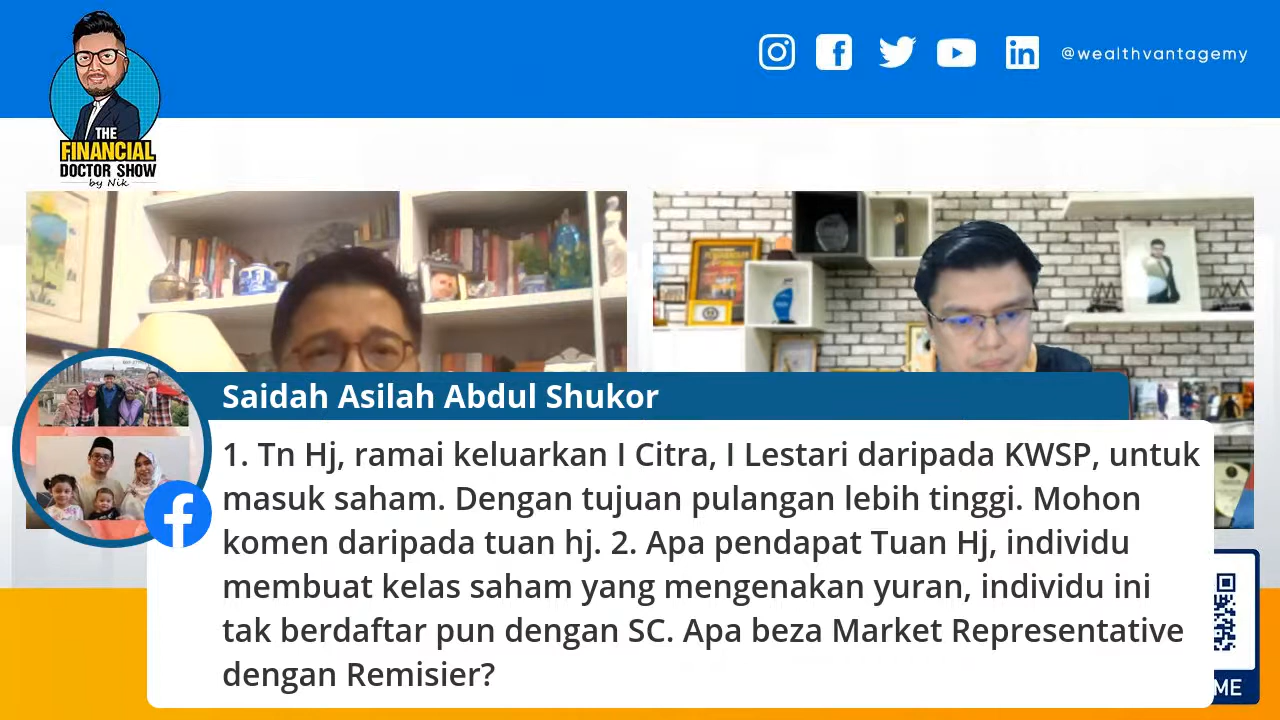 @wealthvantagemy
THE
FINANCIAL
DOCTOR SHOW
by Nik
Saidah Asilah Abdul Shukor
1. Tn Hj, ramai keluarkan I Citra, I Lestari daripada KWSP, untuk
masuk saham. Dengan tujuan pulangan lebih tinggi. Mohon
komen daripada tuan hj. 2. Apa pendapat Tuan Hj, individu
membuat kelas saham yang mengenakan yuran, individu ini
tak berdaftar pun dengan SC. Apa beza Market Representative
dengan Remisier?
ME